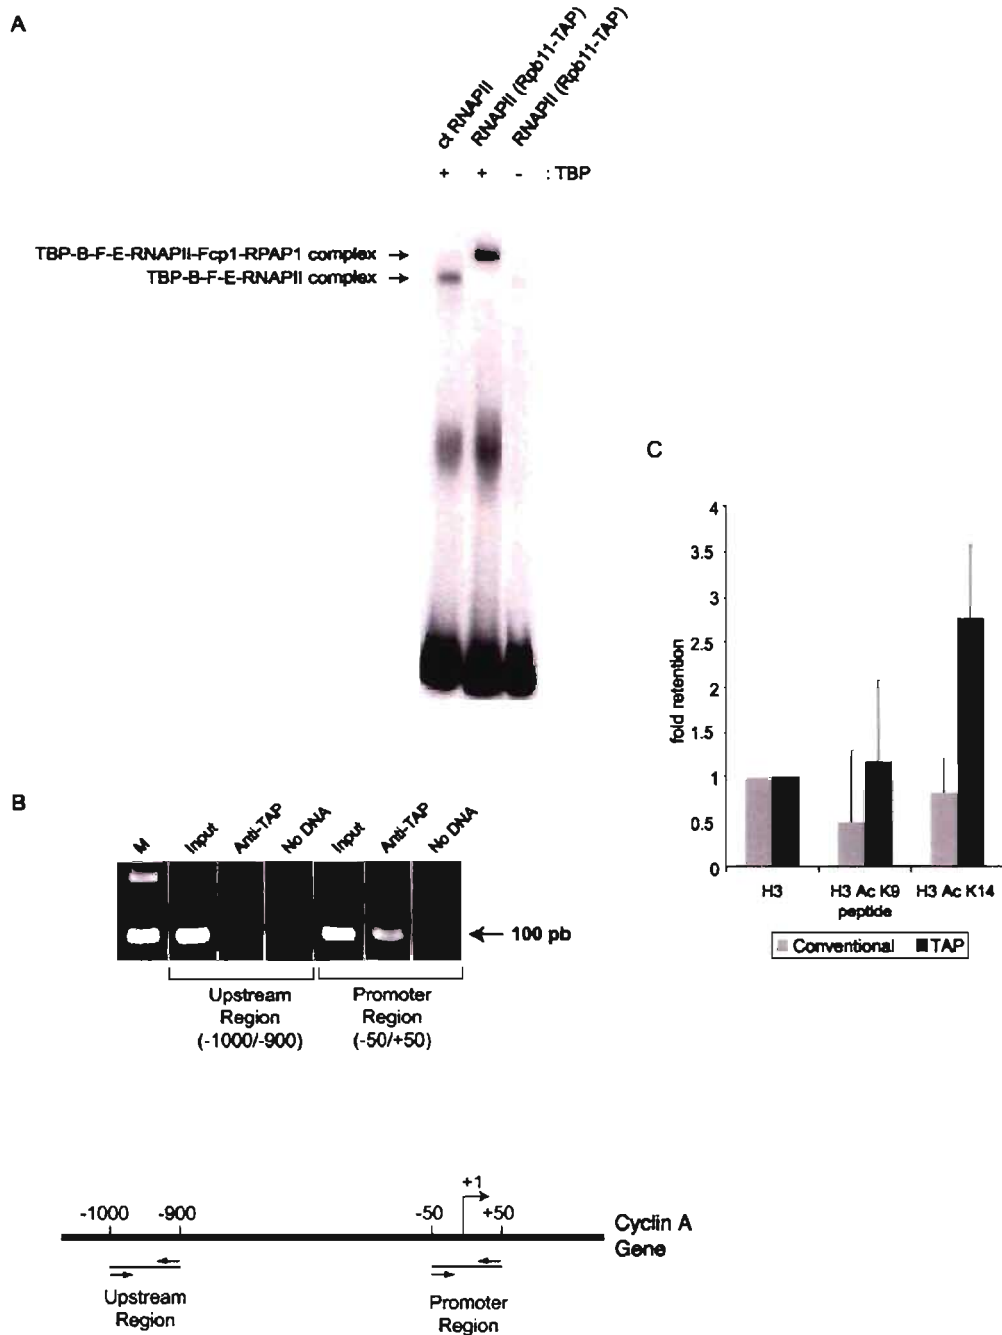 A
ct RNAPII
RNAPII (Rpb11-TAP)
RNAPII (Rpb11-TAP)
+ + - : TBP
TBP-B-F-E-RNAPII-Fcp1-RPAP1 complex →
TBP-B-F-E-RNAPII complex →
C
4
3.5
3
2.5
2
1.5
1
0.5
0
fold retention
H3
H3 Ac K9
peptide
H3 Ac K14
Conventional
TAP
B
M
Input
Anti-TAP
No DNA
Input
Anti-TAP
No DNA
← 100 pb
Upstream
Region
(-1000/-900)
Promoter
Region
(-50/+50)
+1
-1000 -900 -50 +50
Cyclin A
Gene
Upstream
Region
Promoter
Region